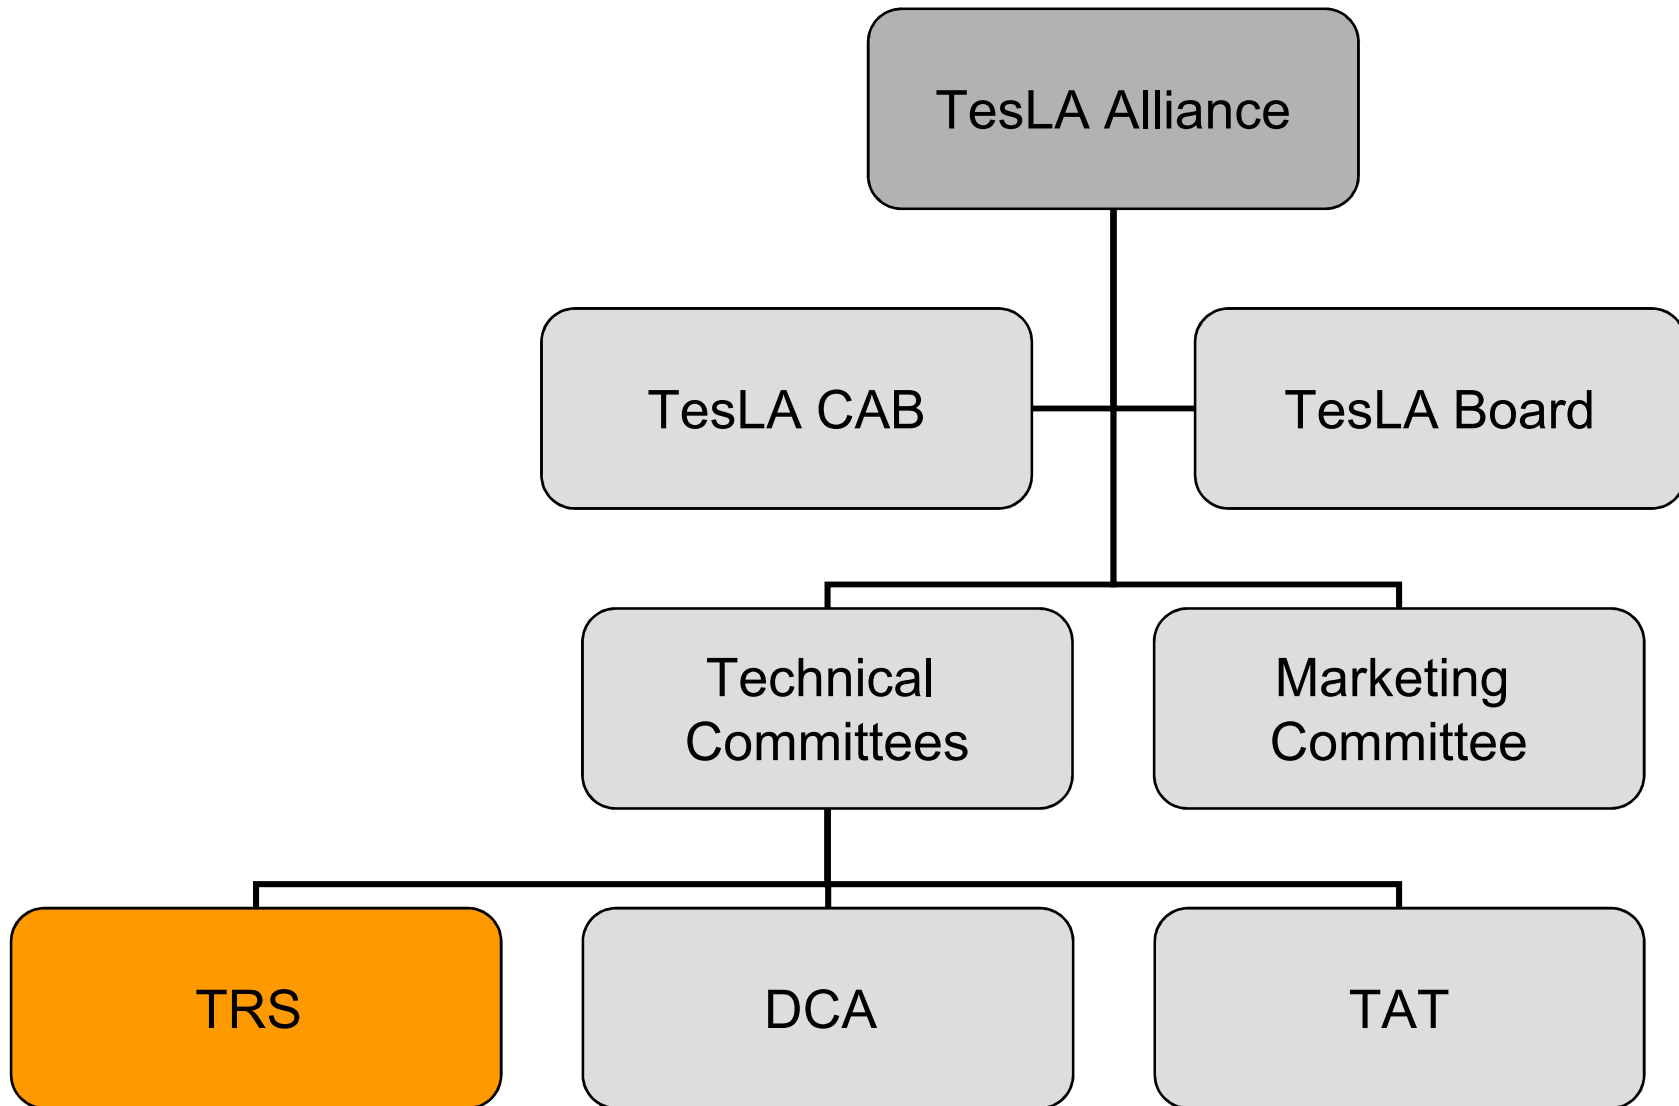 TesLA Alliance
TesLA CAB
TesLA Board
Technical
Committees
Marketing
Committee
TRS
DCA
TAT